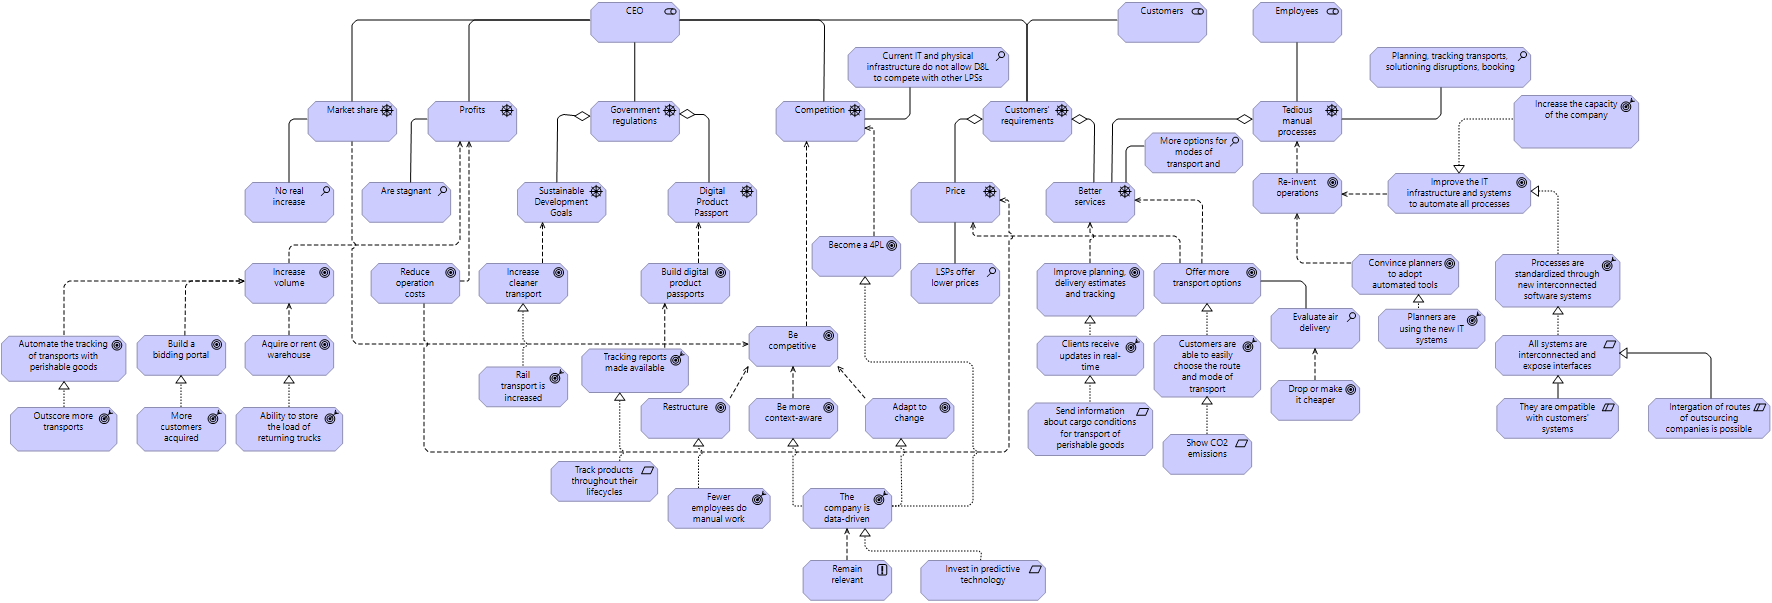 CEO
Customers
Employees
Current IT and physical
infrastructure do not allow D8L
to compete with other LPSs
Planning, tracking transports,
solutioning disruptions, booking
Market share
Profits
Government
regulations
Competition
Customers'
requirements
Tedious
manual
processes
Increase the capacity
of the company
More options for
modes of
transport and
No real
increase
Are stagnant
Sustainable
Development
Goals
Digital
Product
Passport
Price
Better
services
Re-invent
operations
Improve the IT
infrastructure and systems
to automate all processes
Become a 4PL
Increase
volume
Reduce
operation
costs
Increase
cleaner
transport
Build digital
product
passports
LSPs offer
lower prices
Improve planning,
delivery estimates
and tracking
Offer more
transport options
Convince planners
to adopt
automated tools
Processes are
standardized through
new interconnected
software systems
Automate the tracking
of transports with
perishable goods
Build a
bidding portal
Aquire or rent
warehouse
Be
competitive
Evaluate air
delivery
Planners are
using the new IT
systems
Tracking reports
made available
Clients receive
updates in real-
time
Customers are
able to easily
choose the route
and mode of
transport
All systems are
interconnected and
expose interfaces
Rail
transport is
increased
Drop or make
it cheaper
Outscore more
transports
More
customers
acquired
Ability to store
the load of
returning trucks
Restructure
Be more
context-aware
Adapt to
change
Send information
about cargo conditions
for transport of
perishable goods
They are ompatible
with customers'
systems
Intergation of routes
of outsourcing
companies is possible
Show CO2
emissions
Track products
throughout their
lifecycles
Fewer
employees do
manual work
The
company is
data-driven
Remain
relevant
Invest in predictive
technology